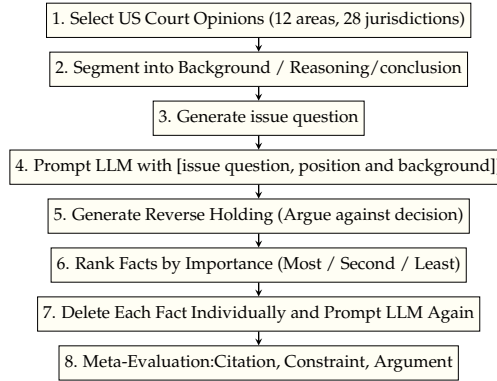 1. Select US Court Opinions (12 areas, 28 jurisdictions)
2. Segment into Background / Reasoning/conclusion
3. Generate issue question
4. Prompt LLM with [issue question, position and background]]
5. Generate Reverse Holding (Argue against decision)
6. Rank Facts by Importance (Most / Second / Least)
7. Delete Each Fact Individually and Prompt LLM Again
8. Meta-Evaluation:Citation, Constraint, Argument